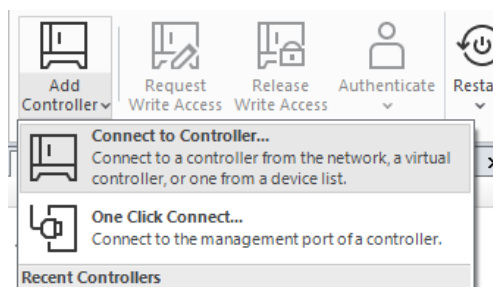 Add Controller
Request Write Access
Release Write Access
Authenticate
Resta
Connect to Controller...
Connect to a controller from the network, a virtual
controller, or one from a device list.
One Click Connect...
Connect to the management port of a controller.
Recent Controllers